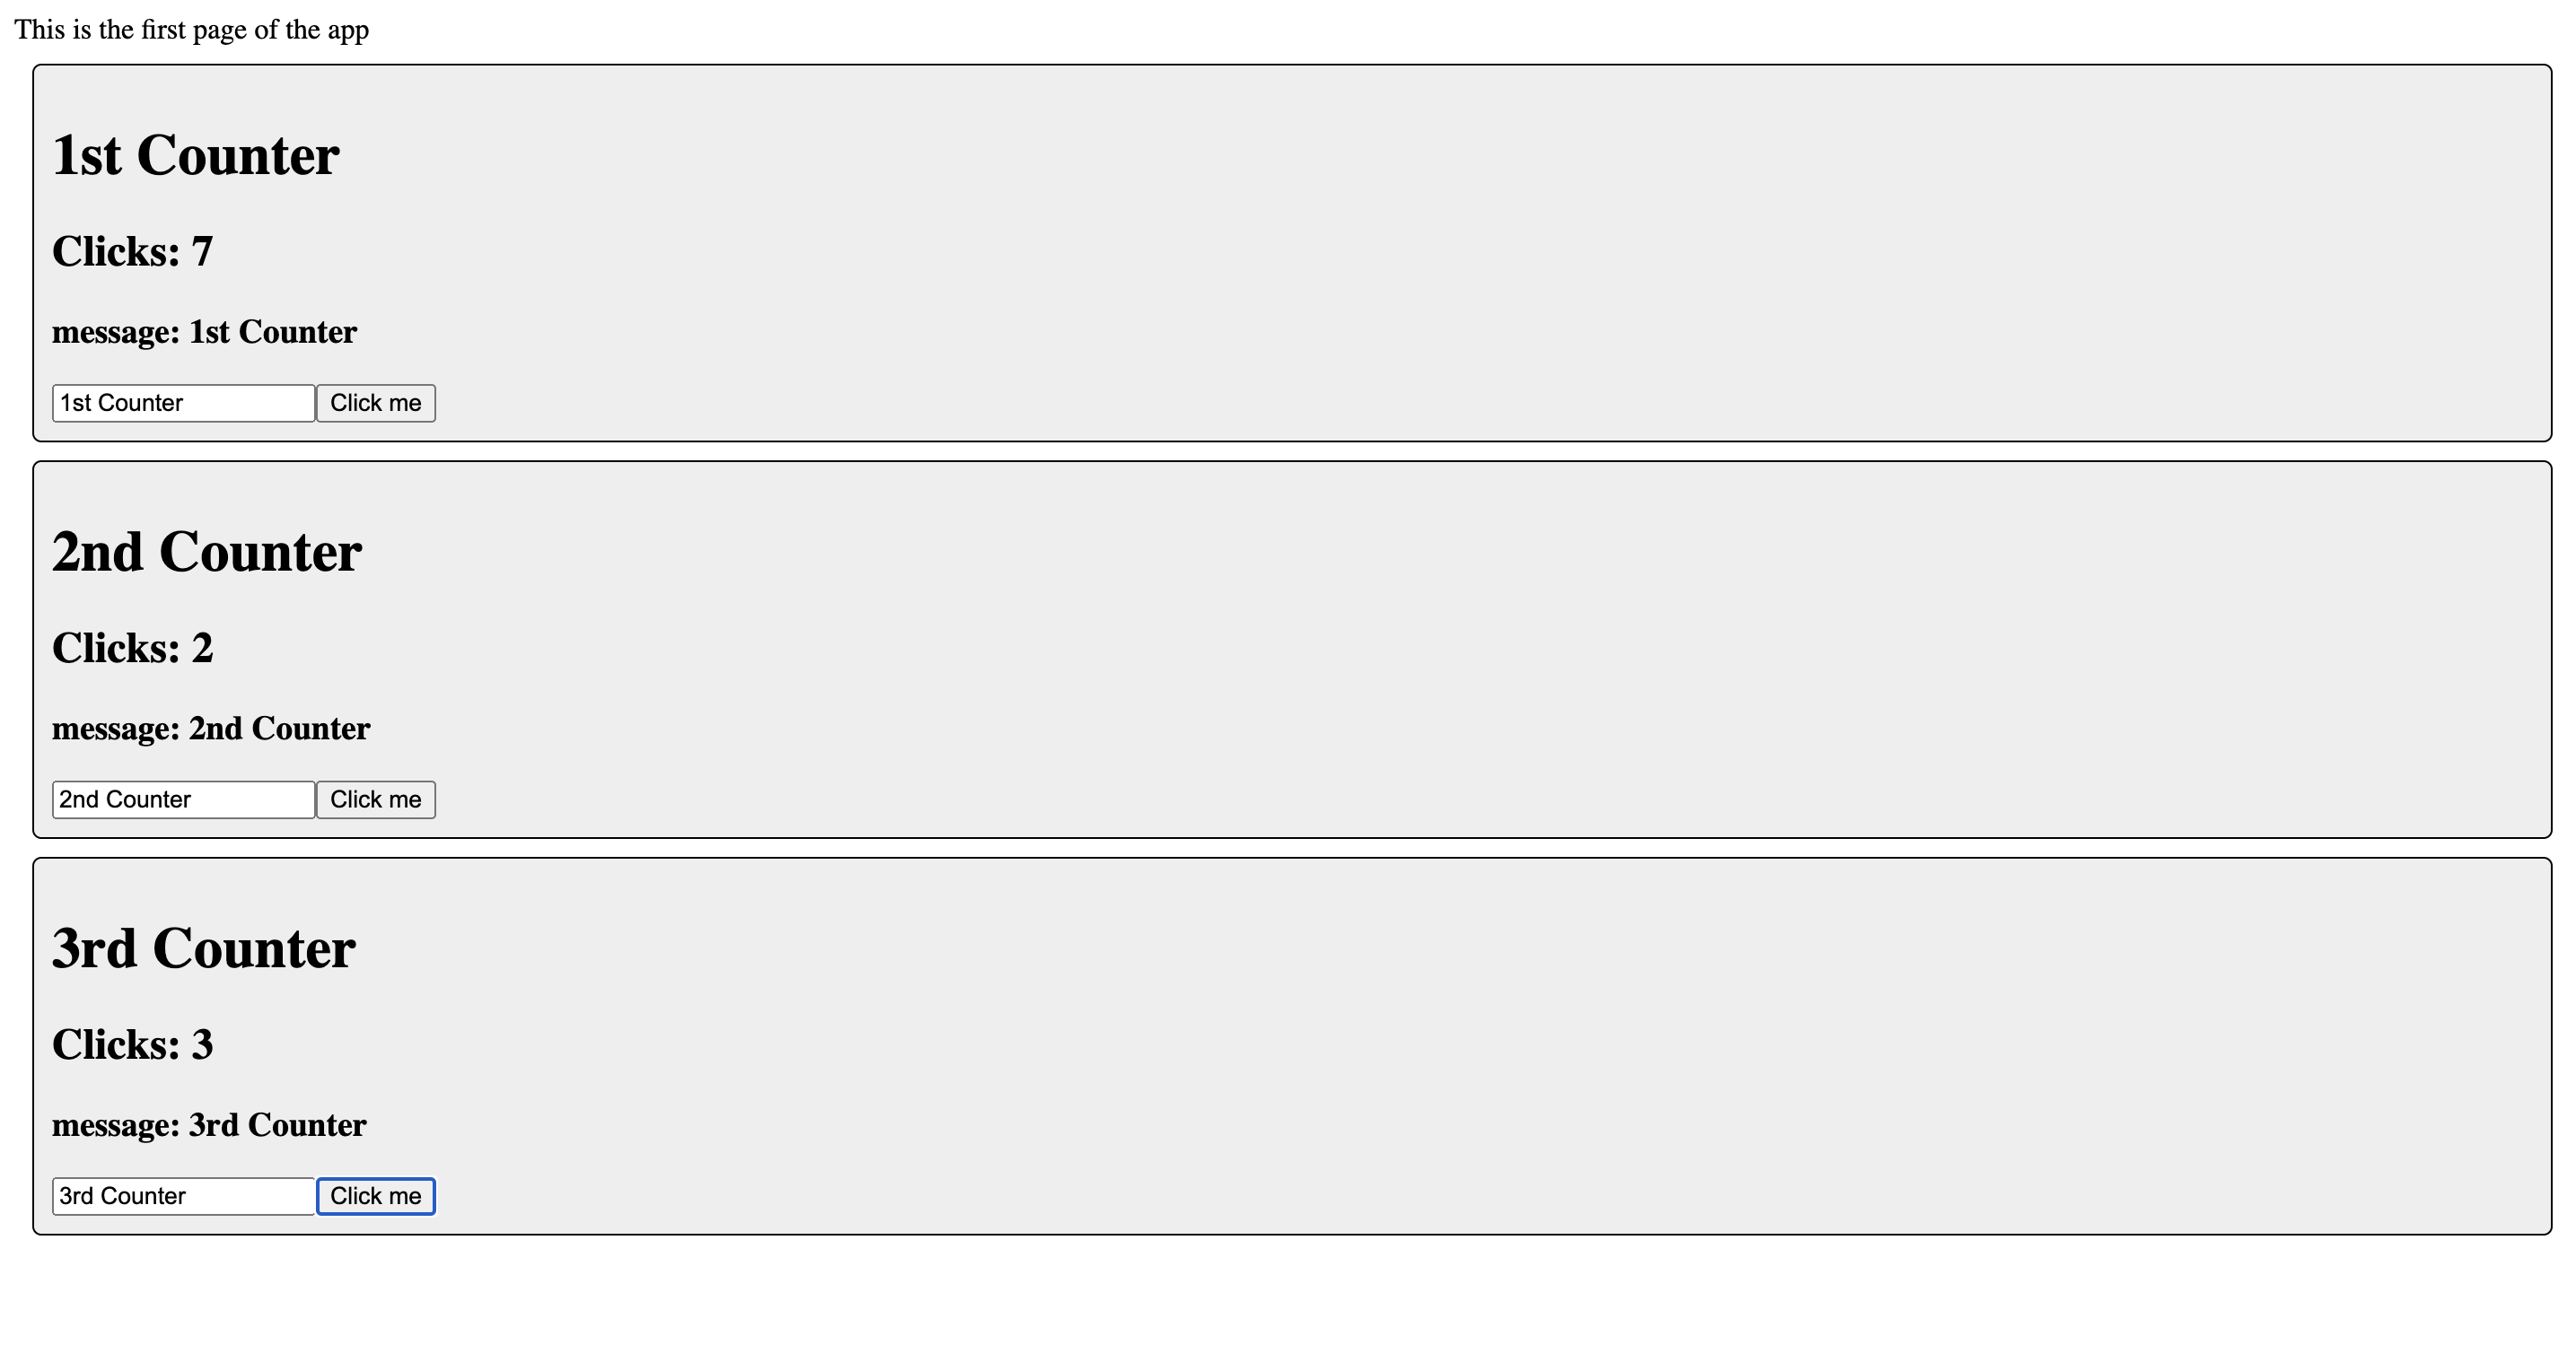 This is the first page of the app
1st Counter
Clicks: 7
message: 1st Counter
1st Counter Click me
2nd Counter
Clicks: 2
message: 2nd Counter
2nd Counter Click me
3rd Counter
Clicks: 3
message: 3rd Counter
3rd Counter Click me